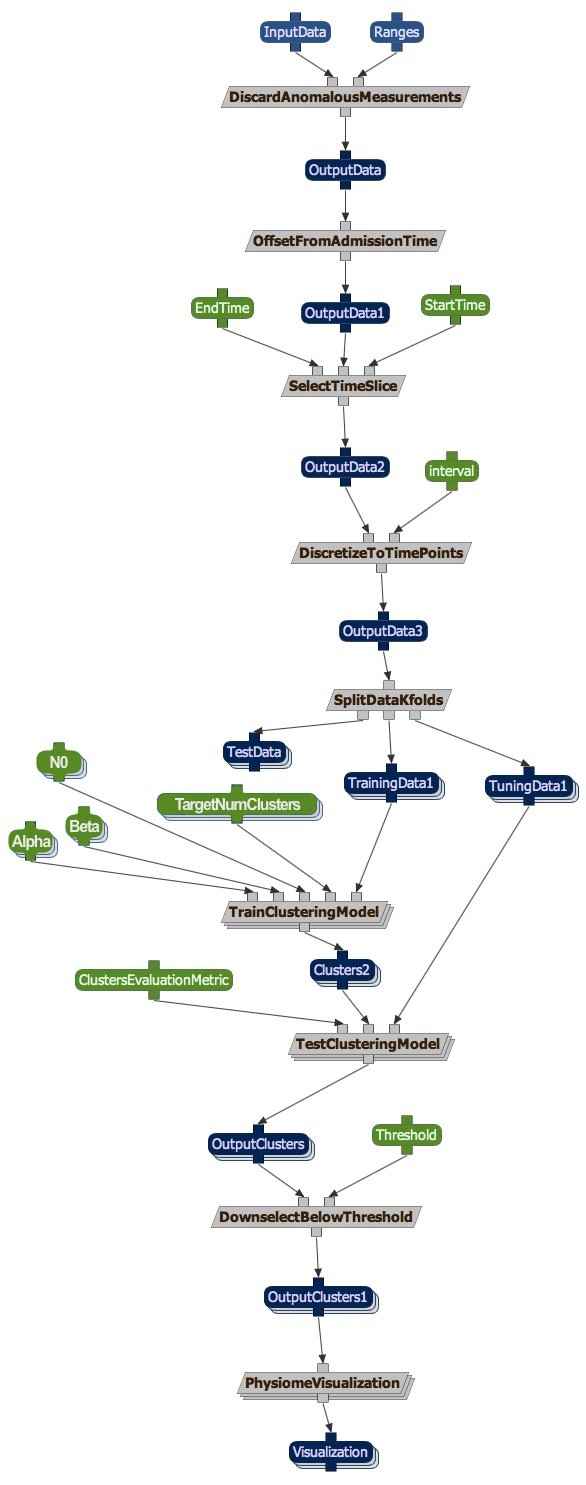 InputData
Ranges
DiscardAnomalousMeasurements
OutputData
OffsetFromAdmissionTime
EndTime
OutputData1
StartTime
SelectTimeSlice
OutputData2
interval
DiscretizeToTimePoints
OutputData3
SplitDataKfolds
TestData
N0
TrainingData1
TuningData1
TargetNumClusters
Beta
Alpha
TrainClusteringModel
Clusters2
ClustersEvaluationMetric
TestClusteringModel
OutputClusters
Threshold
DownselectBelowThreshold
OutputClusters1
PhysiomeVisualization
Visualization